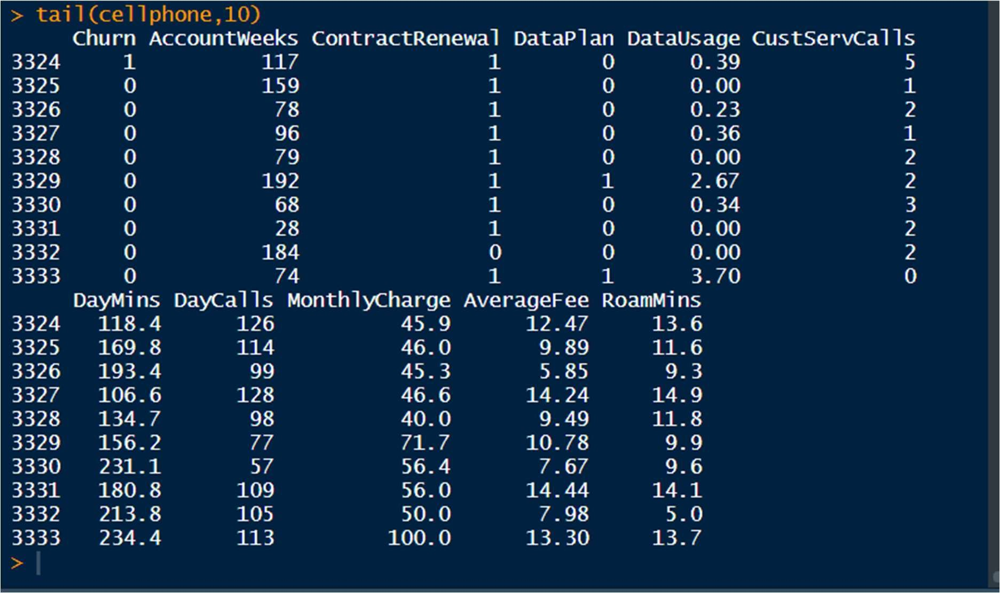 > tail(cellphone,10)
Churn AccountWeeks ContractRenewal DataPlan DataUsage CustServCalls
3324 1 117 1 0 0.39 5
3325 0 159 1 0 0.00 1
3326 0 78 1 0 0.23 2
3327 0 96 1 0 0.36 1
3328 0 79 1 0 0.00 2
3329 0 192 1 1 2.67 2
3330 0 68 1 0 0.34 3
3331 0 28 1 0 0.00 2
3332 0 184 0 0 0.00 2
3333 0 74 1 1 3.70 0
DayMins DayCalls MonthlyCharge AverageFee RoamMins
3324 118.4 126 45.9 12.47 13.6
3325 169.8 114 46.0 9.89 11.6
3326 193.4 99 45.3 5.85 9.3
3327 106.6 128 46.6 14.24 14.9
3328 134.7 98 40.0 9.49 11.8
3329 156.2 77 71.7 10.78 9.9
3330 231.1 57 56.4 7.67 9.6
3331 180.8 109 56.0 14.44 14.1
3332 213.8 105 50.0 7.98 5.0
3333 234.4 113 100.0 13.30 13.7
>